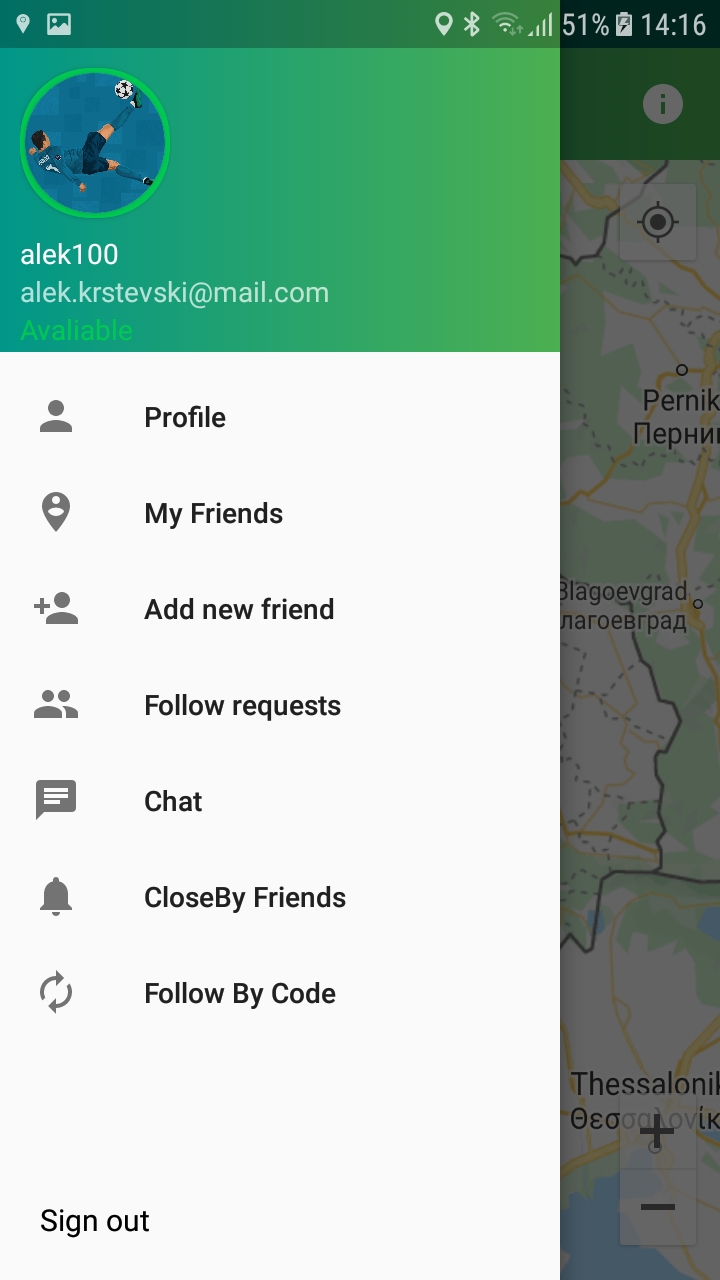 51% 14:16
alek100
alek.krstevski@mail.com
Avaliable
Profile
My Friends
Add new friend
Follow requests
Chat
CloseBy Friends
Follow By Code
Sign out
Pernik
Перни
Blagoevgrad
лагоевград
Thessalonik
Θεσσαλονίκ